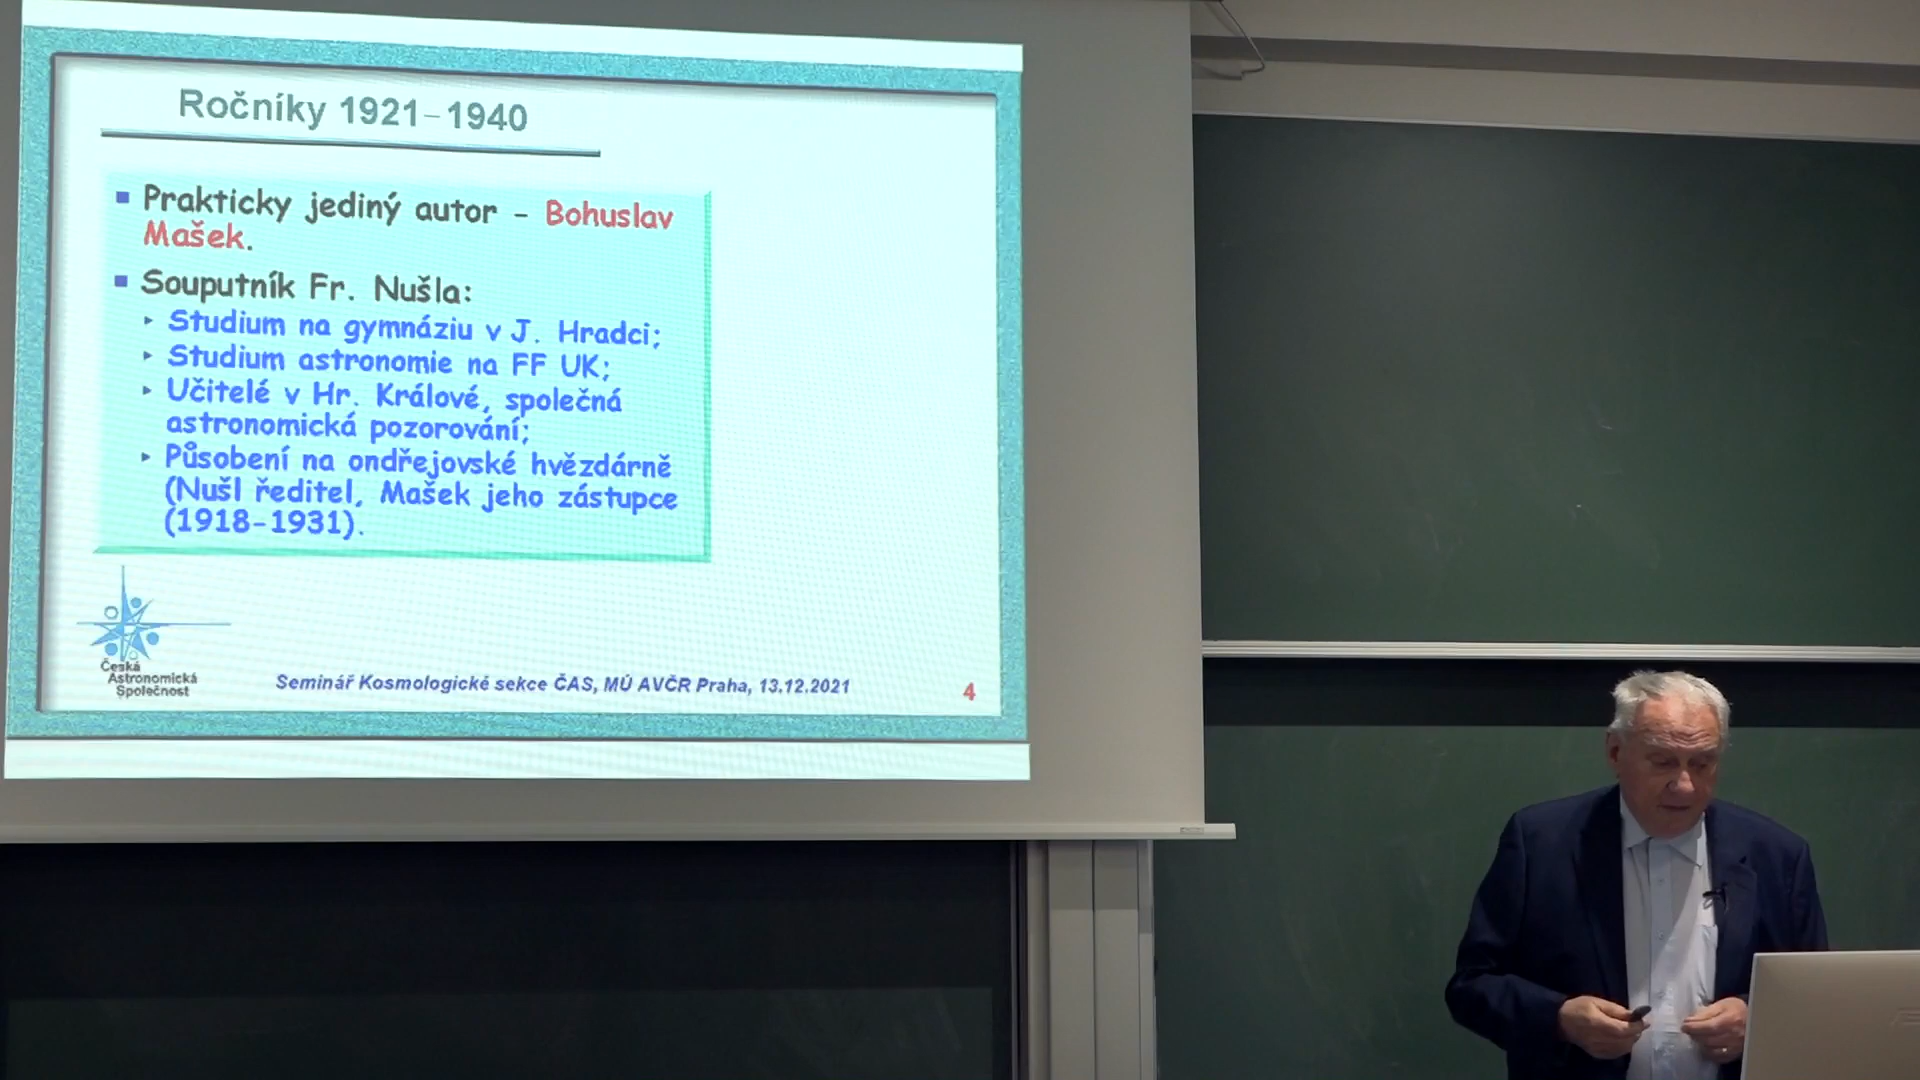 Ročníky 1921–1940
Prakticky jediný autor - Bohuslav
Mašek.
Souputník Fr. Nušla:
Studium na gymnáziu v J. Hradci;
Studium astronomie na FF UK;
Učitelé v Hr. Králové, společná
astronomická pozorování;
Působení na ondřejovské hvězdárně
(Nušl ředitel, Mašek jeho zástupce
(1918-1931).
Česká
Astronomická
Společnost
Seminář Kosmologické sekce ČAS, MÚ AVČR Praha, 13.12.2021
4